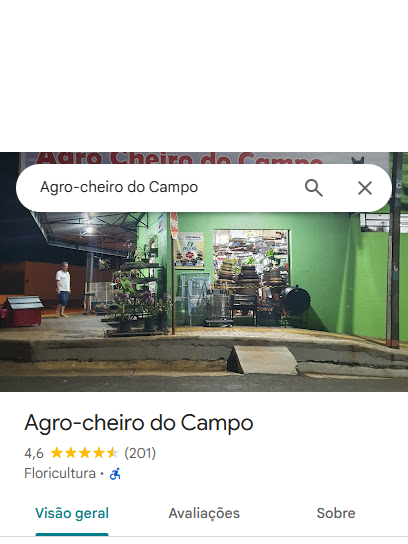 Agro Cheiro do Campo
Agro-cheiro do Campo
Agro-cheiro do Campo
4,6 (201)
Floricultura ·
Visão geral
Avaliações
Sobre